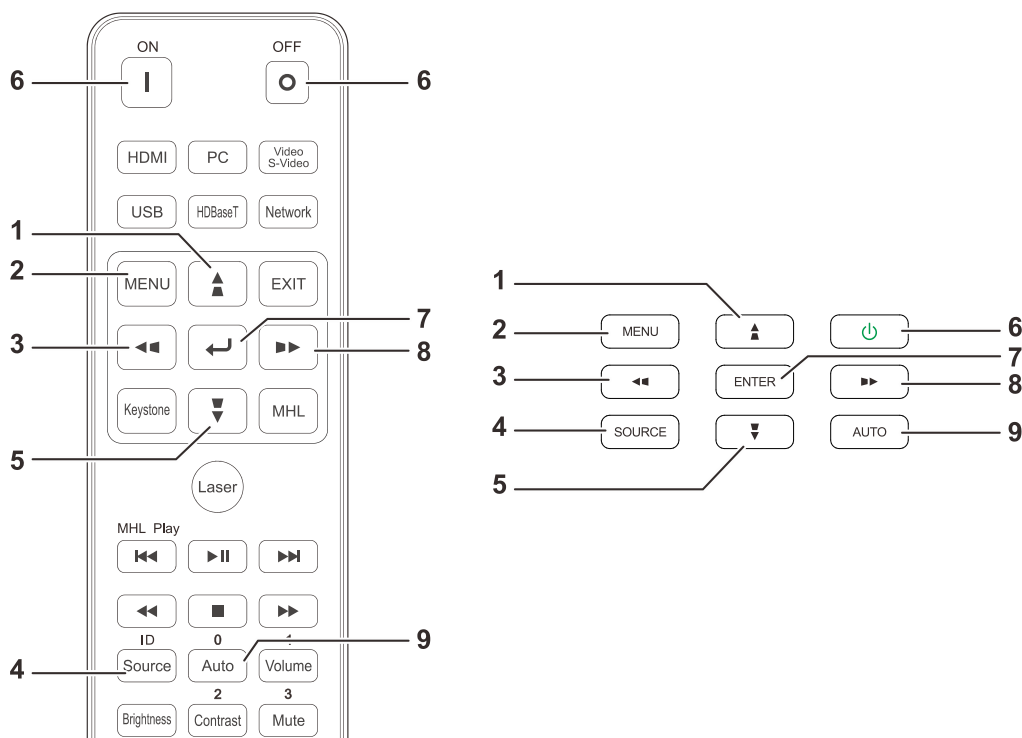 ON OFF
6 6
HDMI PC Video S-Video
USB HDBaseT Network
1
2 MENU EXIT
7
3 8
Keystone MHL
5
Laser
MHL Play
ID 0
9
4 Source Auto Volume
2 3
Brightness Contrast Mute
1
2 MENU 6
7
3 ENTER 8
4 SOURCE AUTO 9
5